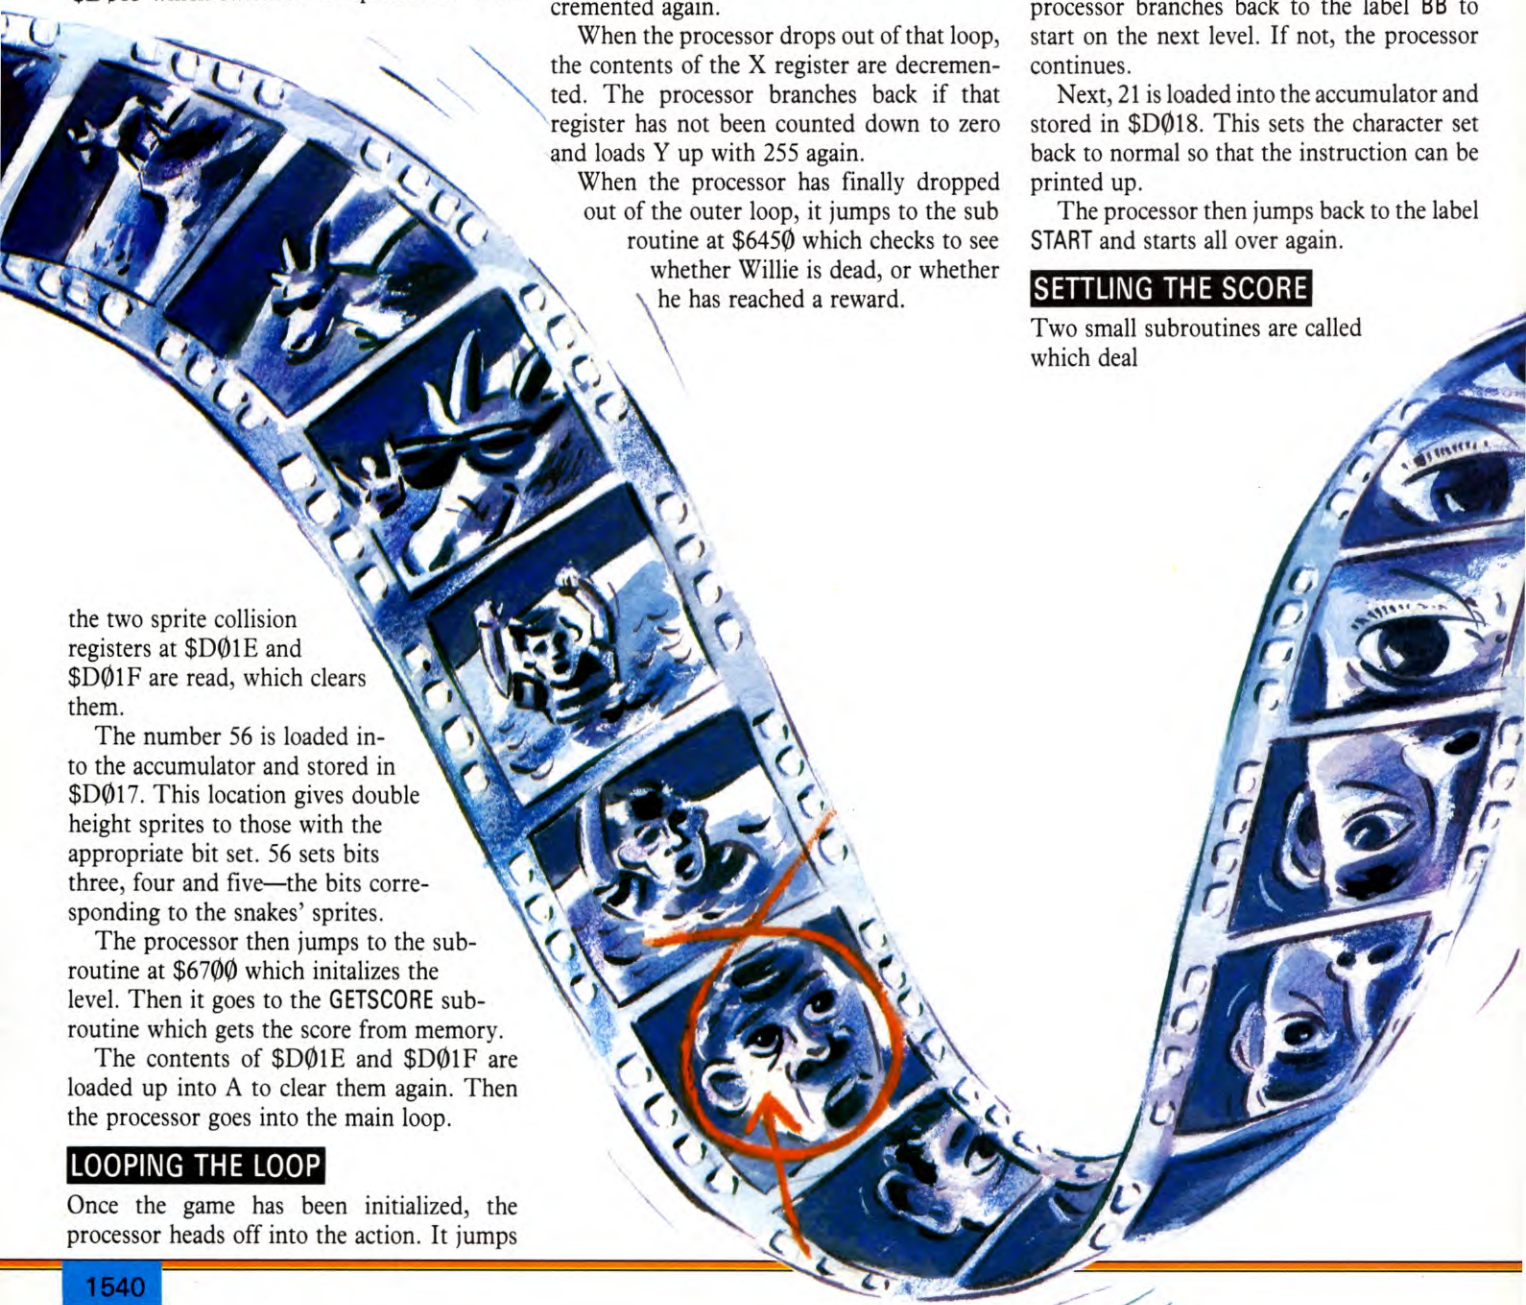 the two sprite collision
registers at $DØ1E and
$DØ1F are read, which clears
them.
The number 56 is loaded in-
to the accumulator and stored in
$DØ17. This location gives double
height sprites to those with the
appropriate bit set. 56 sets bits
three, four and five—the bits corre-
sponding to the snakes' sprites.
The processor then jumps to the sub-
routine at $67ØØ which initalizes the
level. Then it goes to the GETSCORE sub-
routine which gets the score from memory.
The contents of $DØ1E and $DØ1F are
loaded up into A to clear them again. Then
the processor goes into the main loop.
LOOPING THE LOOP
Once the game has been initialized, the
processor heads off into the action. It jumps
cremented again.
When the processor drops out of that loop,
the contents of the X register are decremen-
ted. The processor branches back if that
register has not been counted down to zero
and loads Y up with 255 again.
When the processor has finally dropped
out of the outer loop, it jumps to the sub
routine at $645Ø which checks to see
whether Willie is dead, or whether
he has reached a reward.
processor branches back to the label BB to
start on the next level. If not, the processor
continues.
Next, 21 is loaded into the accumulator and
stored in $DØ18. This sets the character set
back to normal so that the instruction can be
printed up.
The processor then jumps back to the label
START and starts all over again.
SETTLING THE SCORE
Two small subroutines are called
which deal
1540